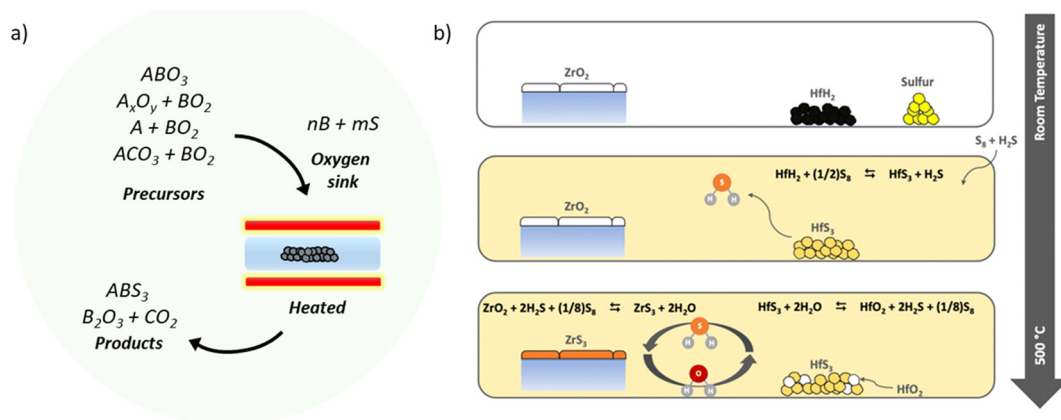 a)
ABO3
AxOy + BO2
A + BO2
ACO3 + BO2
Precursors
nB + mS
Oxygen
sink
Heated
ABS3
B2O3 + CO2
Products
b)
ZrO2
HfH2
Sulfur
S8 + H2S
HfH2 + (1/2)S8 ⇆ HfS3 + H2S
S
H H
ZrO2
HfS3
ZrO2 + 2H2S + (1/8)S8 ⇆ ZrS3 + 2H2O
HfS3 + 2H2O ⇆ HfO2 + 2H2S + (1/8)S8
S
H H
ZrS3
O
H H
HfS3
HfO2
Room Temperature
500 °C